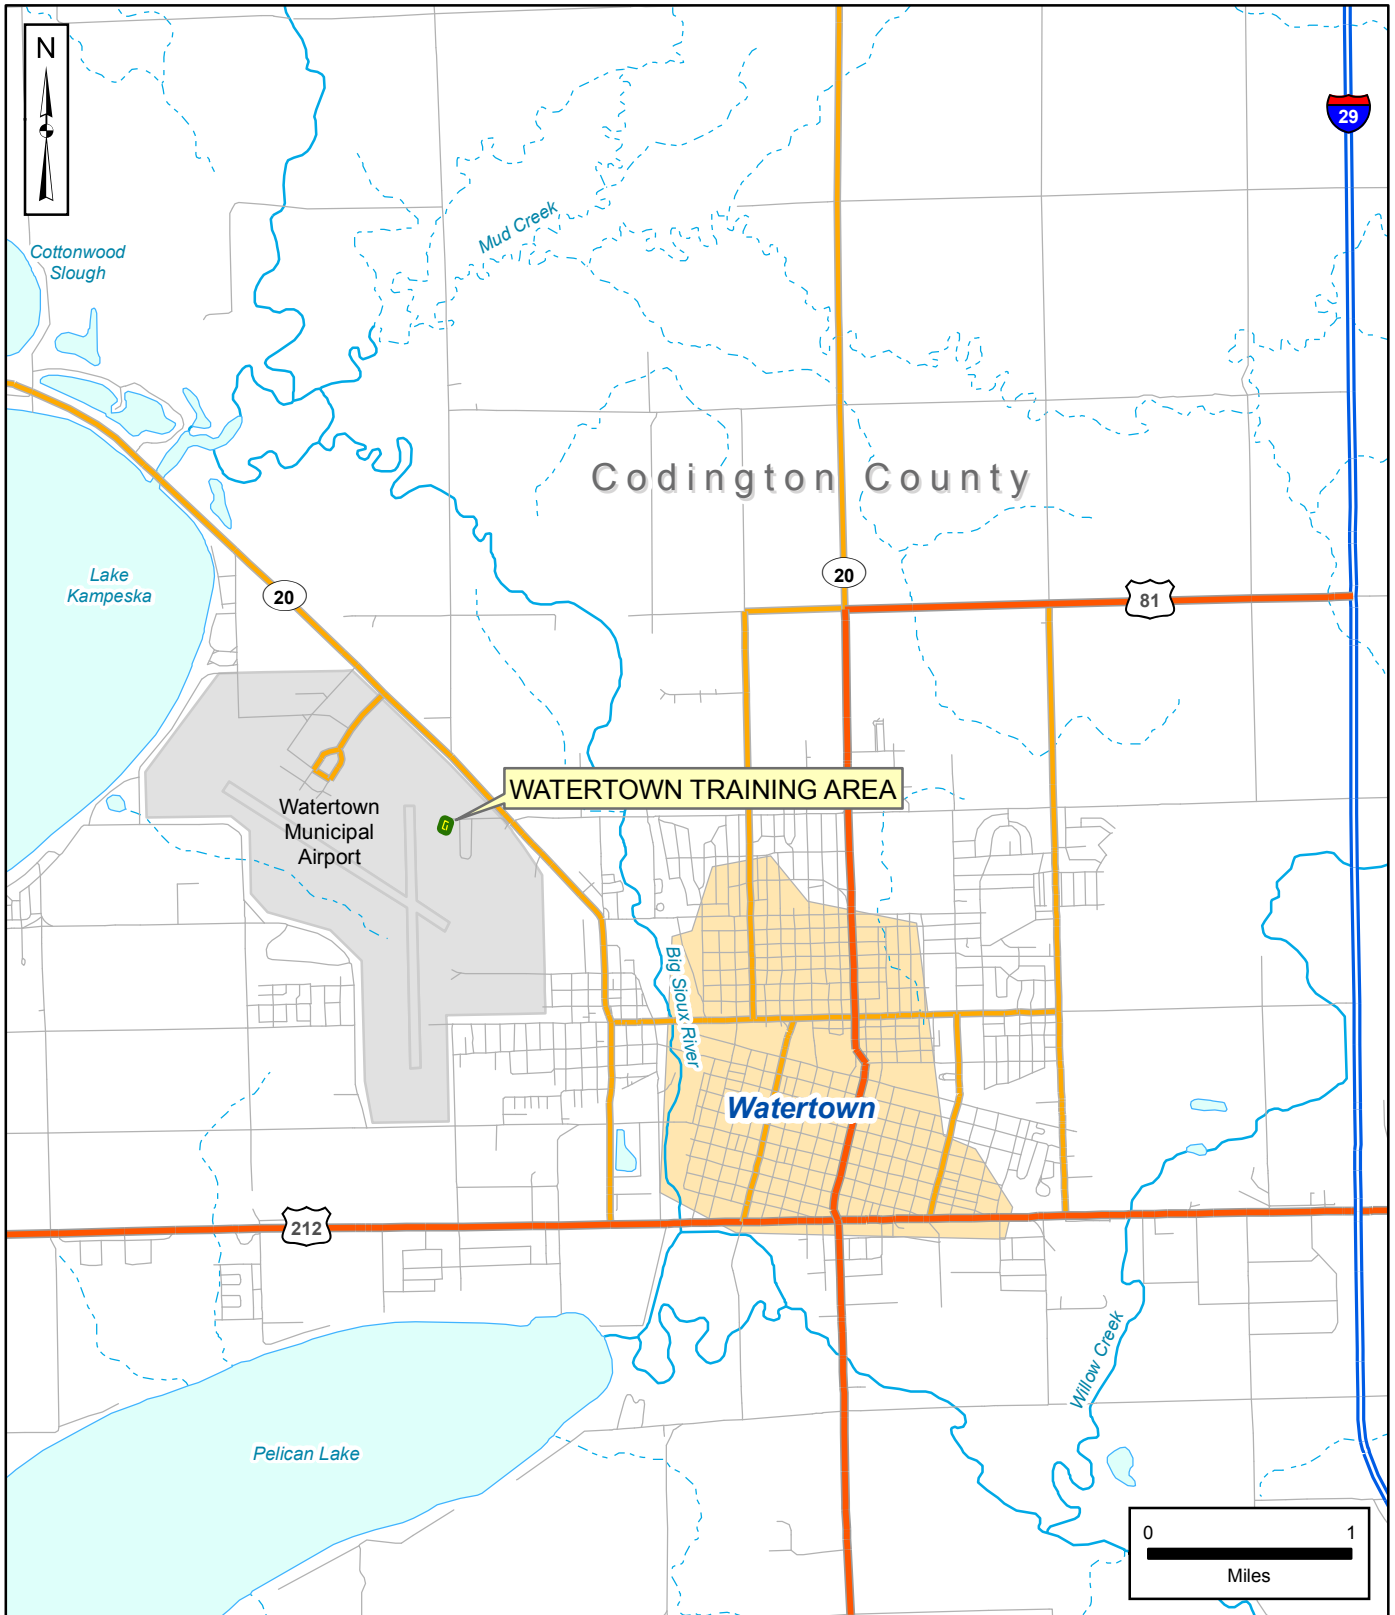 N
29
Mud Creek
Cottonwood
Slough
Codington County
Lake
Kampeska
20
20
81
WATERTOWN TRAINING AREA
Watertown
Municipal
Airport
G
Big Sioux River
Watertown
212
Willow Creek
Pelican Lake
0 1
Miles